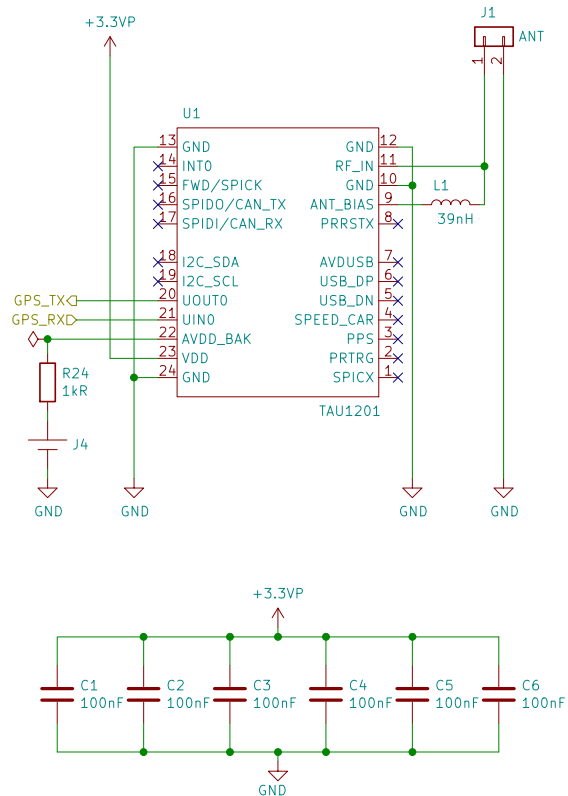 +3.3VP
J1
ANT
1
2
U1
13 GND GND 12
14 INT0 RF_IN 11
15 FWD/SPICK GND 10
16 SPIDO/CAN_TX ANT_BIAS 9
17 SPIDI/CAN_RX PRRSTX 8
L1
39nH
18 I2C_SDA AVDUSB 7
19 I2C_SCL USB_DP 6
GPS_TX 20 UOUT0 USB_DN 5
GPS_RX 21 UIN0 SPEED_CAR 4
22 AVDD_BAK PPS 3
23 VDD PRTRG 2
24 GND SPICX 1
R24
1kR
TAU1201
J4
GND GND GND GND
+3.3VP
C1 C2 C3 C4 C5 C6
100nF 100nF 100nF 100nF 100nF 100nF
GND